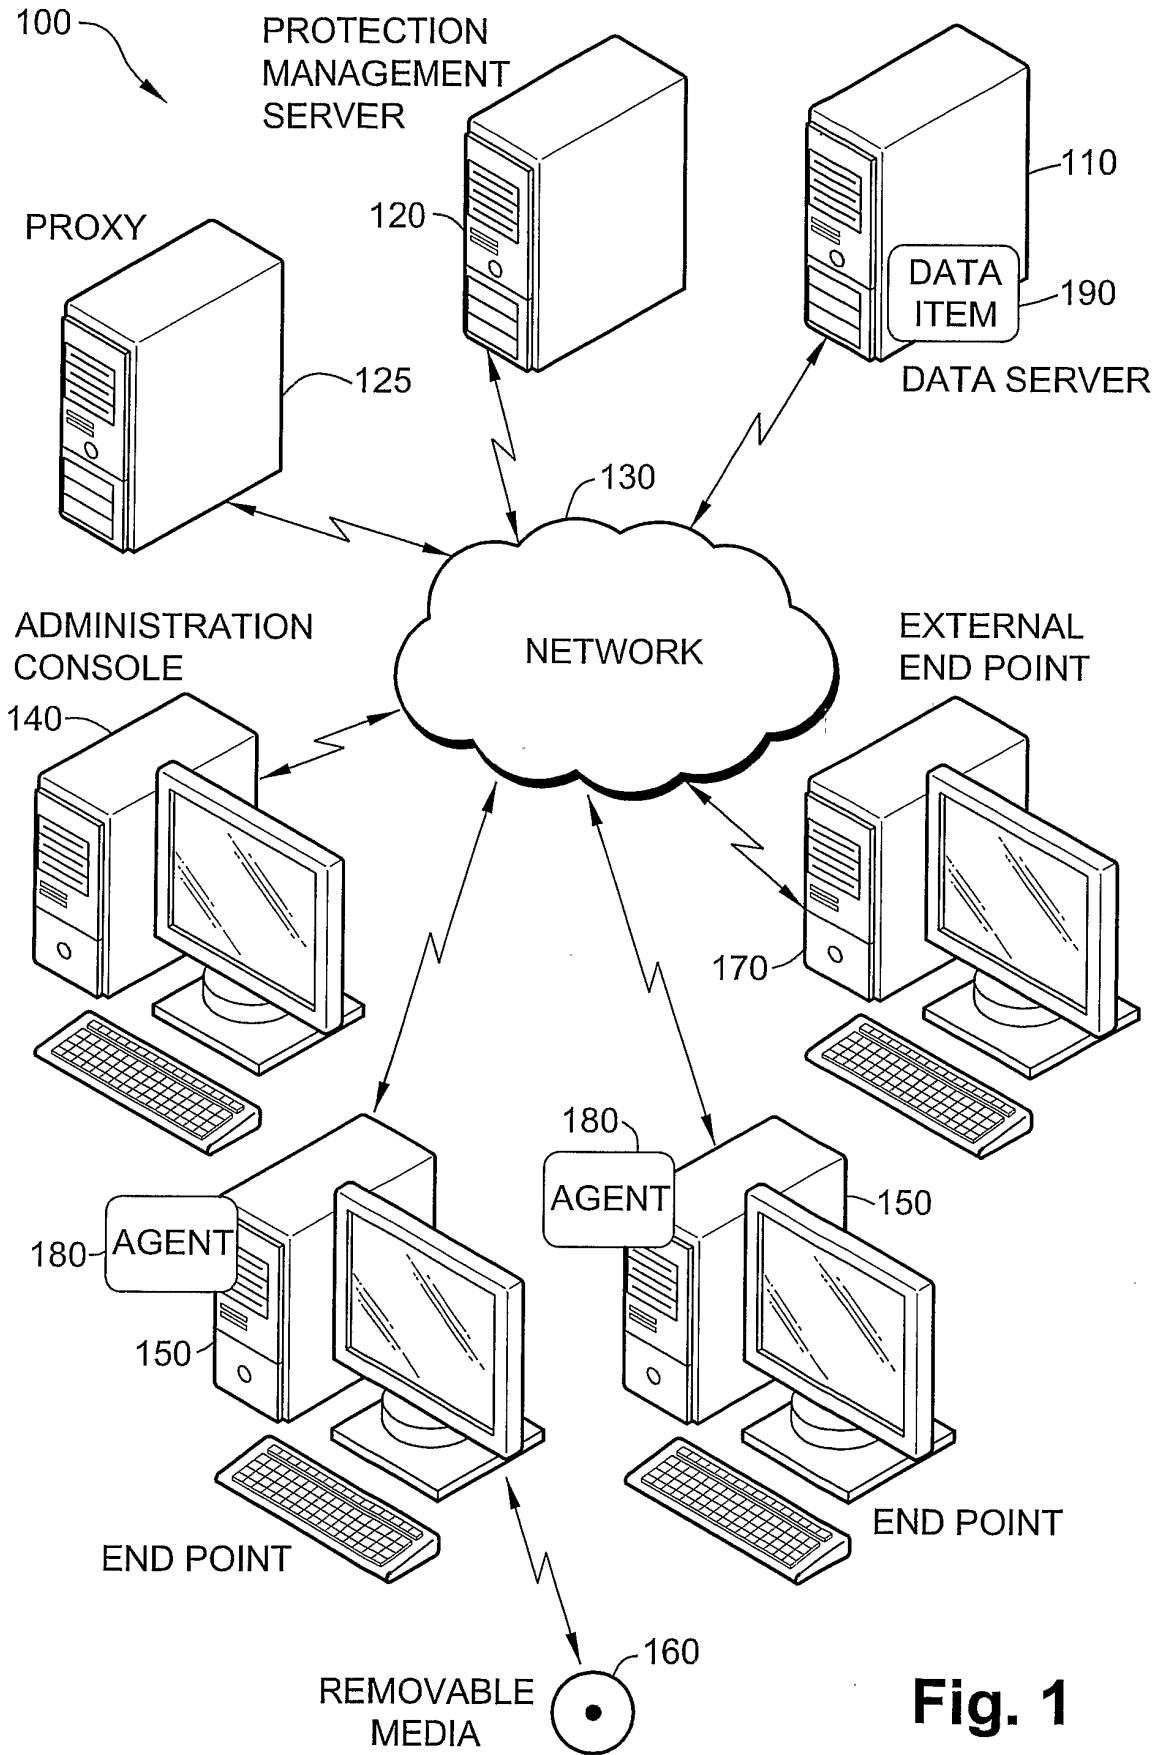 100
PROTECTION
MANAGEMENT
SERVER
110
120
PROXY
DATA
ITEM
190
125
DATA SERVER
130
NETWORK
ADMINISTRATION
CONSOLE
EXTERNAL
END POINT
140
170
180
AGENT
150
AGENT
180
150
END POINT
END POINT
160
REMOVABLE
MEDIA
Fig. 1